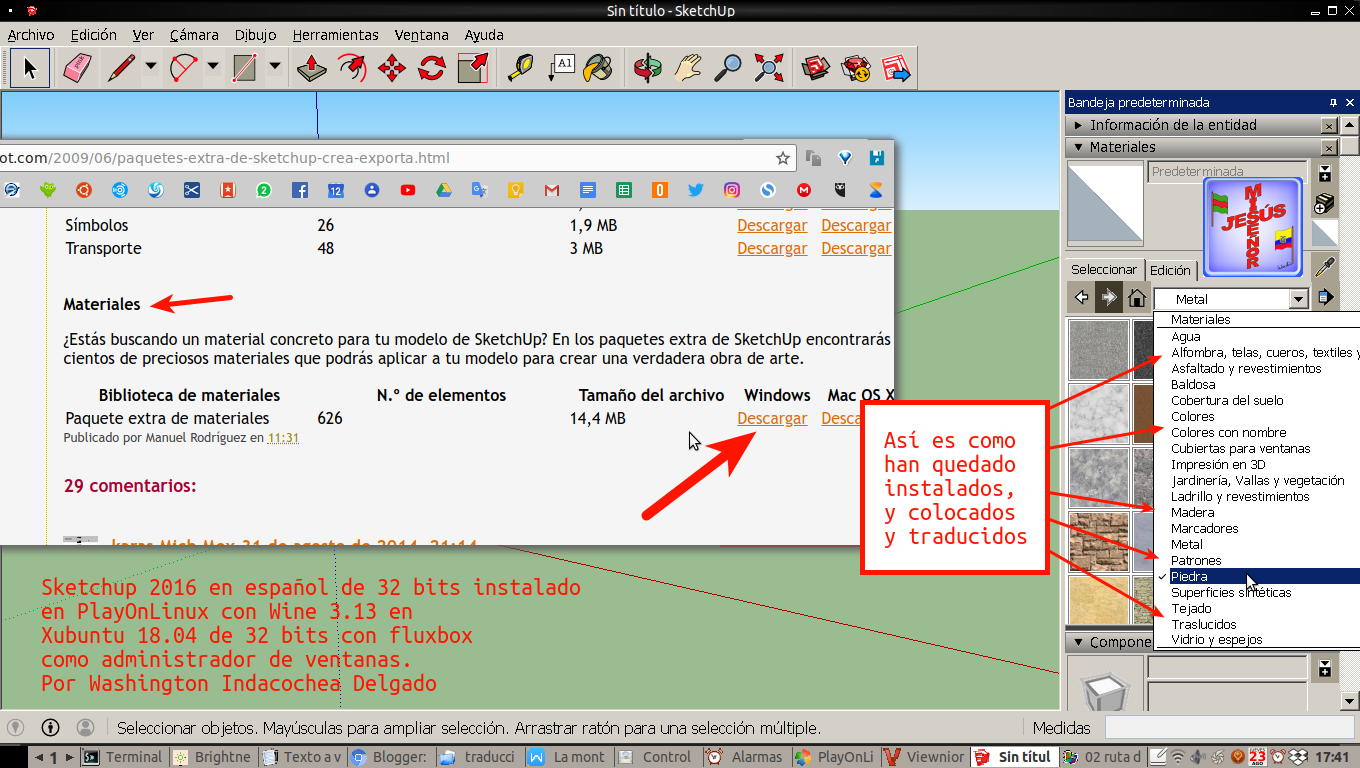 Sin título - SketchUp
Archivo Edición Ver Cámara Dibujo Herramientas Ventana Ayuda
A1
Bandeja predeterminada
Información de la entidad
Materiales
Predeterminada
MI SEÑOR
JESÚS
Seleccionar Edición
Metal
Materiales
Agua
Alfombra, telas, cueros, textiles y
Asfaltado y revestimientos
Baldosa
Cobertura del suelo
Colores
Colores con nombre
Cubiertas para ventanas
Impresión en 3D
Jardinería, Vallas y vegetación
Ladrillo y revestimientos
Madera
Marcadores
Metal
Patrones
Piedra
Superficies sintéticas
Tejado
Traslucidos
Vidrio y espejos
Compone
ot.com/2009/06/paquetes-extra-de-sketchup-crea-exporta.html
Símbolos 26 1,9 MB Descargar Descargar
Transporte 48 3 MB Descargar Descargar
Materiales
¿Estás buscando un material concreto para tu modelo de SketchUp? En los paquetes extra de SketchUp encontrarás
cientos de preciosos materiales que podrás aplicar a tu modelo para crear una verdadera obra de arte.
Biblioteca de materiales N.º de elementos Tamaño del archivo Windows Mac OS X
Paquete extra de materiales 626 14,4 MB Descargar Desca
Publicado por Manuel Rodríguez en 11:31
29 comentarios:
Así es como
han quedado
instalados,
y colocados
y traducidos
Sketchup 2016 en español de 32 bits instalado
en PlayOnLinux con Wine 3.13 en
Xubuntu 18.04 de 32 bits con fluxbox
como administrador de ventanas.
Por Washington Indacochea Delgado
Seleccionar objetos. Mayúsculas para ampliar selección. Arrastrar ratón para una selección múltiple.
Medidas
1 Terminal Brightne Texto a v Blogger: traducci La mont Control Alarmas PlayOnLi Viewnior Sin títul 02 ruta d 23 17:41